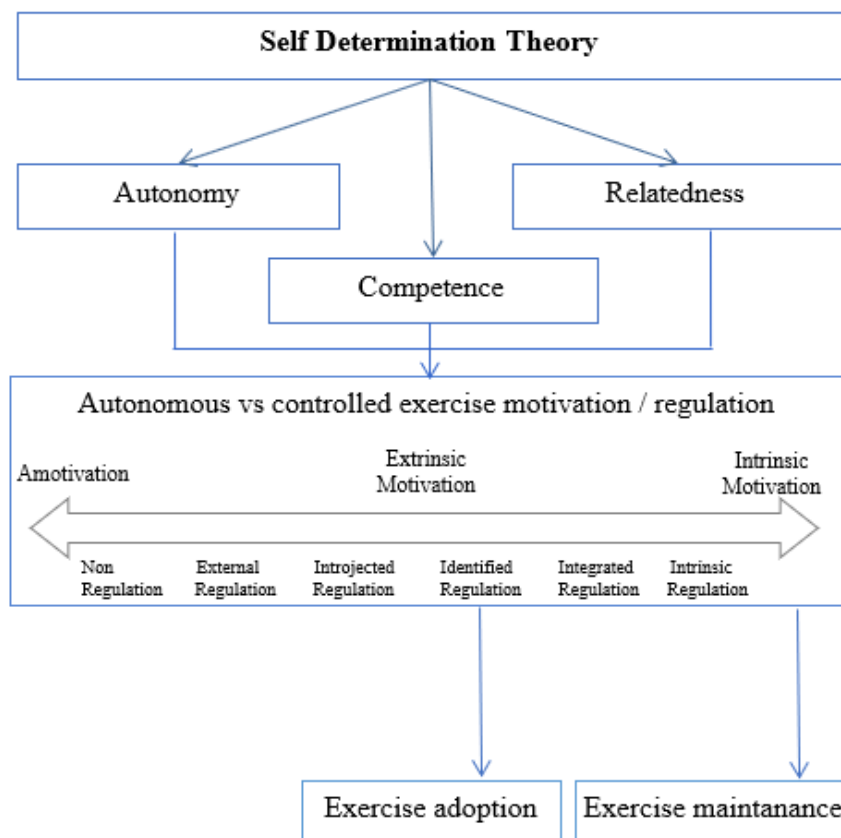 Self Determination Theory
Autonomy
Relatedness
Competence
Autonomous vs controlled exercise motivation / regulation
Amotivation
Extrinsic
Motivation
Intrinsic
Motivation
Non
Regulation
External
Regulation
Introjected
Regulation
Identified
Regulation
Integrated
Regulation
Intrinsic
Regulation
Exercise adoption
Exercise maintanance